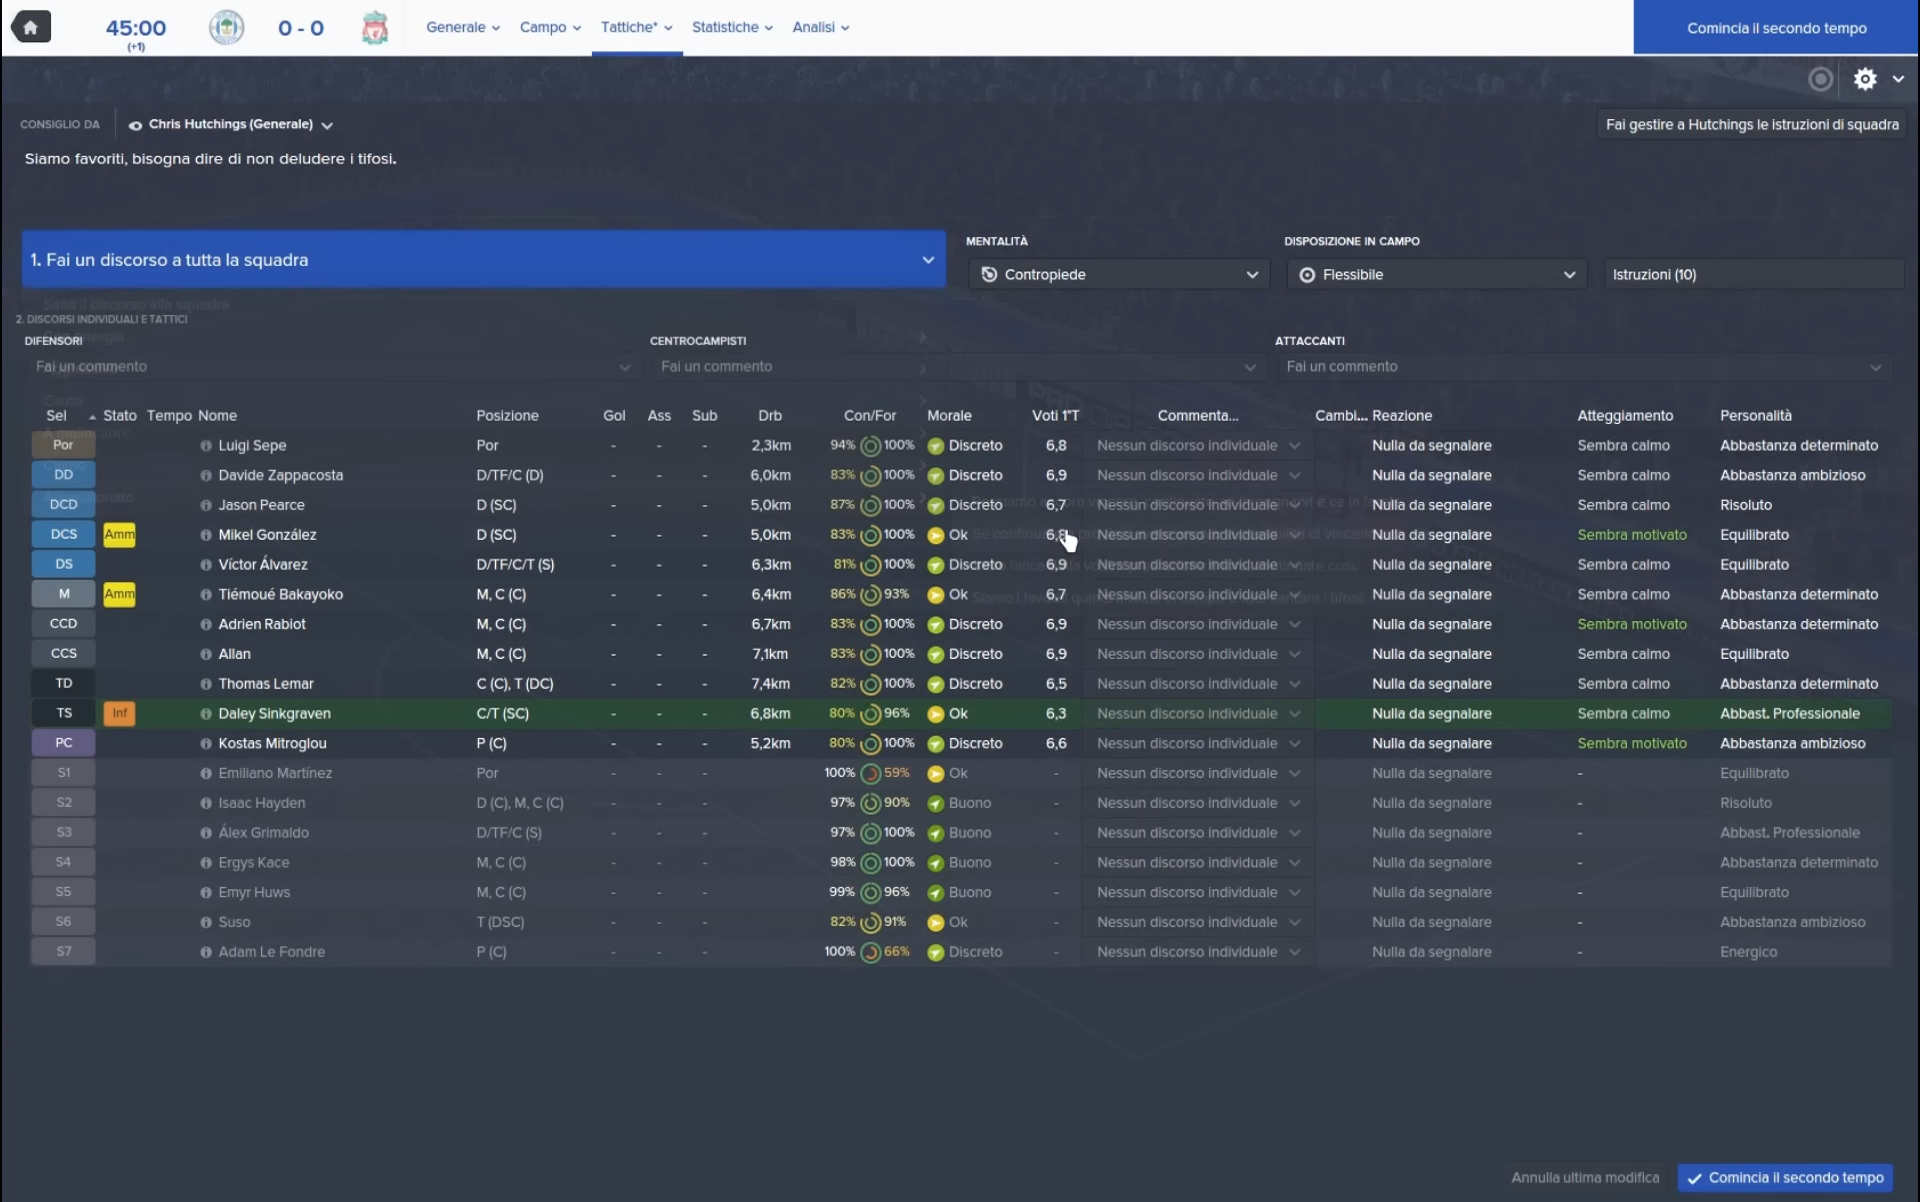 45:00
(+1)
0 - 0
Generale
Campo
Tattiche*
Statistiche
Analisi
Comincia il secondo tempo
CONSIGLIO DA
Chris Hutchings (Generale)
Fai gestire a Hutchings le istruzioni di squadra
Siamo favoriti, bisogna dire di non deludere i tifosi.
1. Fai un discorso a tutta la squadra
MENTALITÀ
Contropiede
DISPOSIZIONE IN CAMPO
Flessibile
Istruzioni (10)
Salta il discorso alla squadra
2. DISCORSI INDIVIDUALI E TATTICI
DIFENSORI
Fai un commento
CENTROCAMPISTI
Fai un commento
ATTACCANTI
Fai un commento
Sel Stato Tempo Nome Posizione Gol Ass Sub Drb Con/For Morale Voti 1°T Commenta... Cambi... Reazione Atteggiamento Personalità
Por Luigi Sepe Por - - - 2,3km 94% 100% Discreto 6,8 Nessun discorso individuale Nulla da segnalare Sembra calmo Abbastanza determinato
DD Davide Zappacosta D/TF/C (D) - - - 6,0km 83% 100% Discreto 6,9 Nessun discorso individuale Nulla da segnalare Sembra calmo Abbastanza ambizioso
DCD Jason Pearce D (SC) - - - 5,0km 87% 100% Discreto 6,7 Nessun discorso individuale Nulla da segnalare Sembra calmo Risoluto
DCS Amm Mikel González D (SC) - - - 5,0km 83% 100% Ok 6,8 Nessun discorso individuale Nulla da segnalare Sembra motivato Equilibrato
DS Víctor Álvarez D/TF/C/T (S) - - - 6,3km 81% 100% Discreto 6,9 Nessun discorso individuale Nulla da segnalare Sembra calmo Equilibrato
M Amm Tiémoué Bakayoko M, C (C) - - - 6,4km 86% 93% Ok 6,7 Nessun discorso individuale Nulla da segnalare Sembra calmo Abbastanza determinato
CCD Adrien Rabiot M, C (C) - - - 6,7km 83% 100% Discreto 6,9 Nessun discorso individuale Nulla da segnalare Sembra motivato Abbastanza determinato
CCS Allan M, C (C) - - - 7,1km 83% 100% Discreto 6,9 Nessun discorso individuale Nulla da segnalare Sembra calmo Equilibrato
TD Thomas Lemar C (C), T (DC) - - - 7,4km 82% 100% Discreto 6,5 Nessun discorso individuale Nulla da segnalare Sembra calmo Abbastanza determinato
TS Inf Daley Sinkgraven C/T (SC) - - - 6,8km 80% 96% Ok 6,3 Nessun discorso individuale Nulla da segnalare Sembra calmo Abbast. Professionale
PC Kostas Mitroglou P (C) - - - 5,2km 80% 100% Discreto 6,6 Nessun discorso individuale Nulla da segnalare Sembra motivato Abbastanza ambizioso
S1 Emiliano Martínez Por - - - 100% 59% Ok - Nessun discorso individuale Nulla da segnalare - Equilibrato
S2 Isaac Hayden D (C), M, C (C) - - - 97% 90% Buono - Nessun discorso individuale Nulla da segnalare - Risoluto
S3 Álex Grimaldo D/TF/C (S) - - - 97% 100% Buono - Nessun discorso individuale Nulla da segnalare - Abbast. Professionale
S4 Ergys Kace M, C (C) - - - 98% 100% Buono - Nessun discorso individuale Nulla da segnalare - Abbastanza determinato
S5 Emyr Huws M, C (C) - - - 99% 96% Buono - Nessun discorso individuale Nulla da segnalare - Equilibrato
S6 Suso T (DSC) - - - 82% 91% Ok - Nessun discorso individuale Nulla da segnalare - Abbastanza ambizioso
S7 Adam Le Fondre P (C) - - - 100% 66% Discreto - Nessun discorso individuale Nulla da segnalare - Energico
Annulla ultima modifica
Comincia il secondo tempo